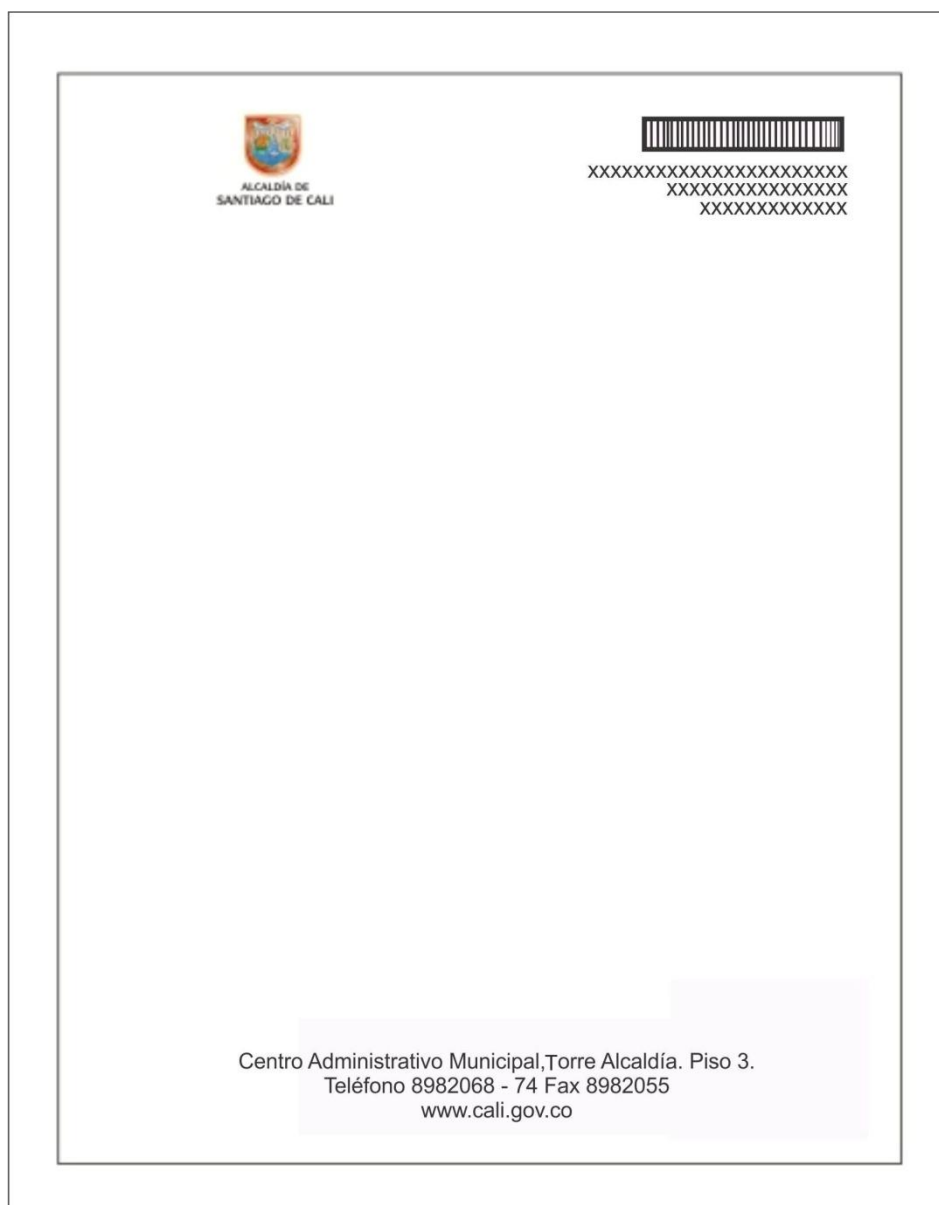 ALCALDÍA DE
SANTIAGO DE CALI
XXXXXXXXXXXXXXXXXXXXXXX
XXXXXXXXXXXXXXXX
XXXXXXXXXXXXX
Centro Administrativo Municipal,Torre Alcaldía. Piso 3.
Teléfono 8982068 - 74 Fax 8982055
www.cali.gov.co